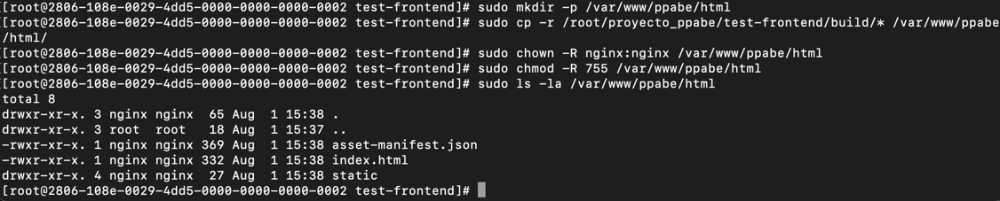 [[root@2806-108e-0029-4dd5-0000-0000-0000-0002 test-frontend]# sudo mkdir -p /var/www/ppabe/html
[[root@2806-108e-0029-4dd5-0000-0000-0000-0002 test-frontend]# sudo cp -r /root/proyecto_ppabe/test-frontend/build/* /var/www/ppabe
/html/
[[root@2806-108e-0029-4dd5-0000-0000-0000-0002 test-frontend]# sudo chown -R nginx:nginx /var/www/ppabe/html
[[root@2806-108e-0029-4dd5-0000-0000-0000-0002 test-frontend]# sudo chmod -R 755 /var/www/ppabe/html
[[root@2806-108e-0029-4dd5-0000-0000-0000-0002 test-frontend]# sudo ls -la /var/www/ppabe/html
total 8
drwxr-xr-x. 3 nginx nginx  65 Aug  1 15:38 .
drwxr-xr-x. 3 root  root   18 Aug  1 15:37 ..
-rwxr-xr-x. 1 nginx nginx 369 Aug  1 15:38 asset-manifest.json
-rwxr-xr-x. 1 nginx nginx 332 Aug  1 15:38 index.html
drwxr-xr-x. 4 nginx nginx  27 Aug  1 15:38 static
[root@2806-108e-0029-4dd5-0000-0000-0000-0002 test-frontend]#